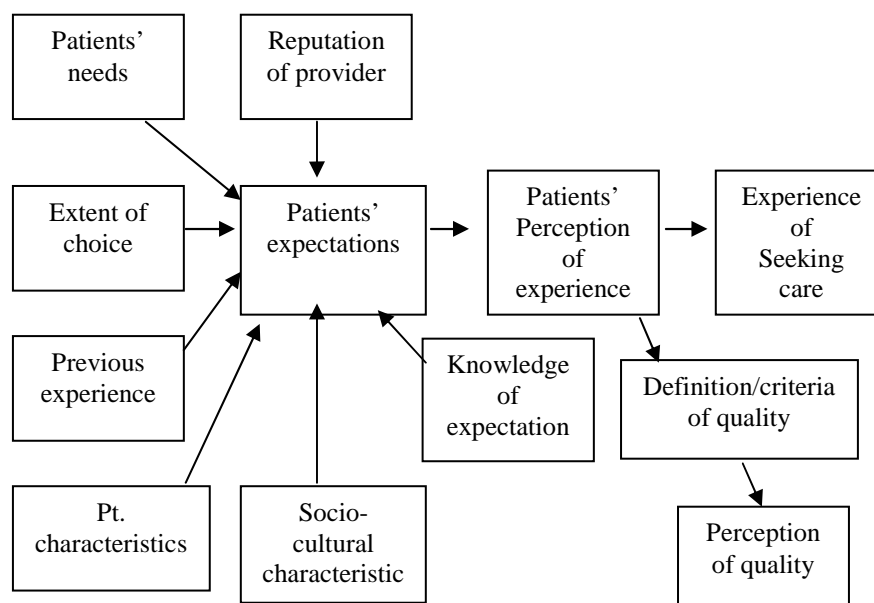 Patients’
needs
Reputation
of provider
Extent of
choice
Patients’
expectations
Patients’
Perception
of
experience
Experience
of
Seeking
care
Previous
experience
Knowledge
of
expectation
Definition/criteria
of quality
Pt.
characteristics
Socio-
cultural
characteristic
Perception
of quality